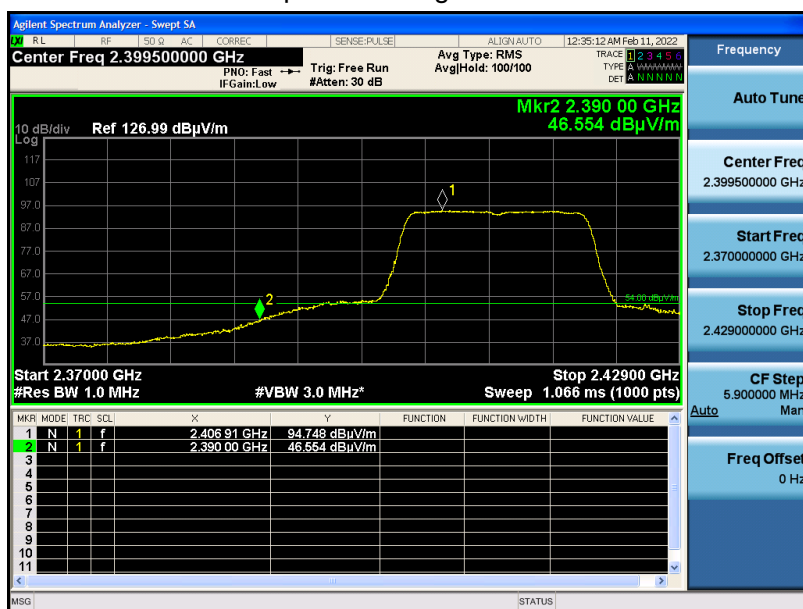 Agilent Spectrum Analyzer - Swept SA
LXI RL RF 50 Ω AC CORREC SENSE:PULSE ALIGN AUTO 12:35:12 AM Feb 11, 2022
Center Freq 2.399500000 GHz
PNO: Fast
IFGain:Low
Trig: Free Run
#Atten: 30 dB
Avg Type: RMS
Avg|Hold: 100/100
TRACE 1 2 3 4 5 6
TYPE A WWWWW
DET A N N N N N
Mkr2 2.390 00 GHz
46.554 dBµV/m
10 dB/div Ref 126.99 dBµV/m
Log
117
107
97.0
87.0
77.0
67.0
57.0
47.0
37.0
1
2
54.00 dBµV/m
Start 2.37000 GHz Stop 2.42900 GHz
#Res BW 1.0 MHz #VBW 3.0 MHz* Sweep 1.066 ms (1000 pts)
MKR MODE TRC SCL X Y FUNCTION FUNCTION WIDTH FUNCTION VALUE
1 N 1 f 2.406 91 GHz 94.748 dBµV/m
2 N 1 f 2.390 00 GHz 46.554 dBµV/m
3
4
5
6
7
8
9
10
11
MSG STATUS
Frequency
Auto Tune
Center Freq
2.399500000 GHz
Start Freq
2.370000000 GHz
Stop Freq
2.429000000 GHz
CF Step
5.900000 MHz
Auto Man
Freq Offset
0 Hz